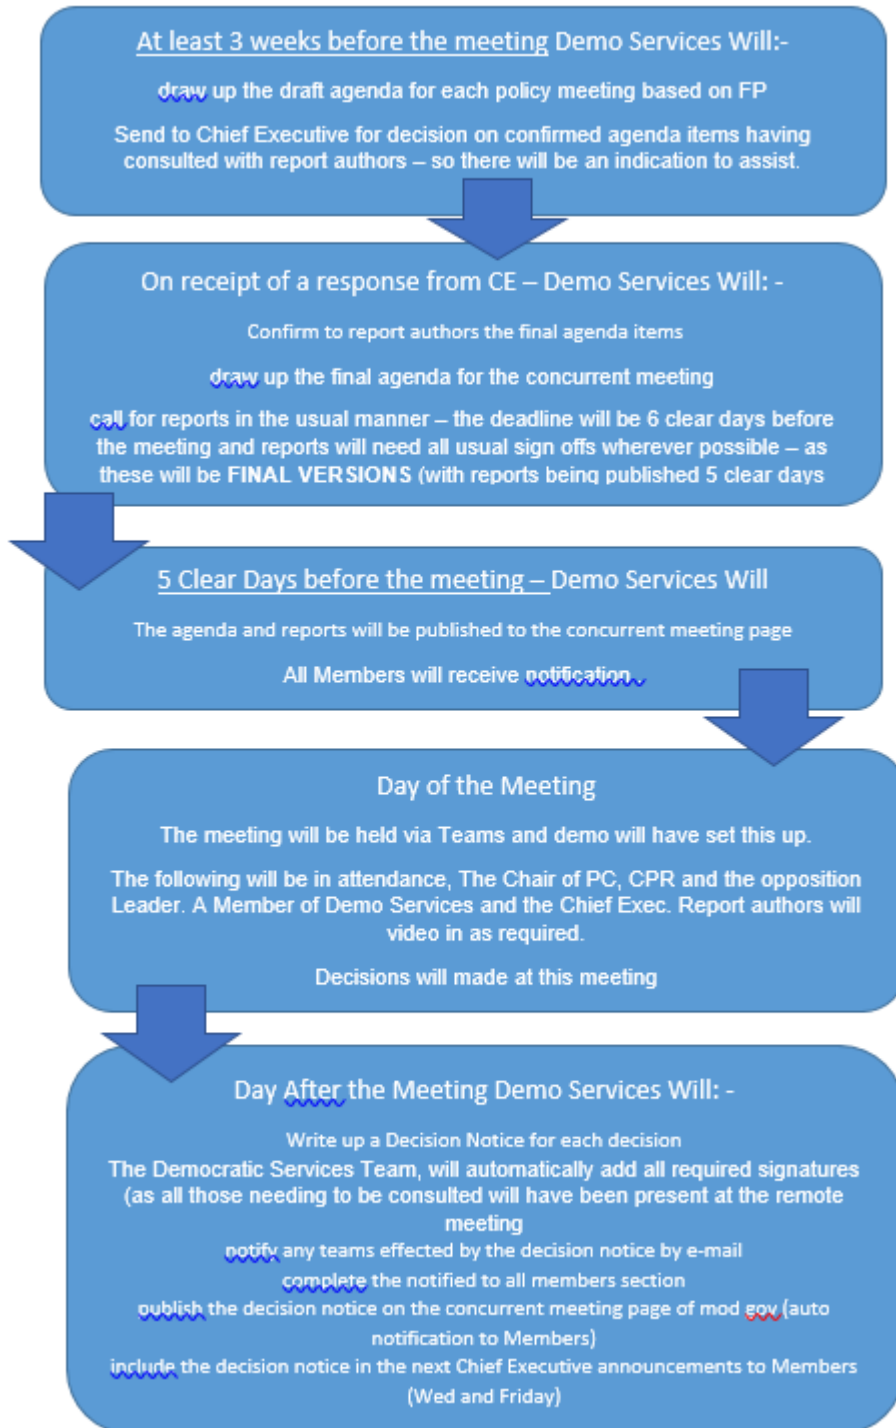 At least 3 weeks before the meeting Demo Services Will:-
draw up the draft agenda for each policy meeting based on FP
Send to Chief Executive for decision on confirmed agenda items having
consulted with report authors – so there will be an indication to assist.
On receipt of a response from CE – Demo Services Will: -
Confirm to report authors the final agenda items
draw up the final agenda for the concurrent meeting
call for reports in the usual manner – the deadline will be 6 clear days before
the meeting and reports will need all usual sign offs wherever possible – as
these will be FINAL VERSIONS (with reports being published 5 clear days
5 Clear Days before the meeting – Demo Services Will
The agenda and reports will be published to the concurrent meeting page
All Members will receive notification .
Day of the Meeting
The meeting will be held via Teams and demo will have set this up.
The following will be in attendance, The Chair of PC, CPR and the opposition
Leader. A Member of Demo Services and the Chief Exec. Report authors will
video in as required.
Decisions will made at this meeting
Day After the Meeting Demo Services Will: -
Write up a Decision Notice for each decision
The Democratic Services Team, will automatically add all required signatures
(as all those needing to be consulted will have been present at the remote
meeting
notify any teams effected by the decision notice by e-mail
complete the notified to all members section
publish the decision notice on the concurrent meeting page of mod gov (auto
notification to Members)
include the decision notice in the next Chief Executive announcements to Members
(Wed and Friday)